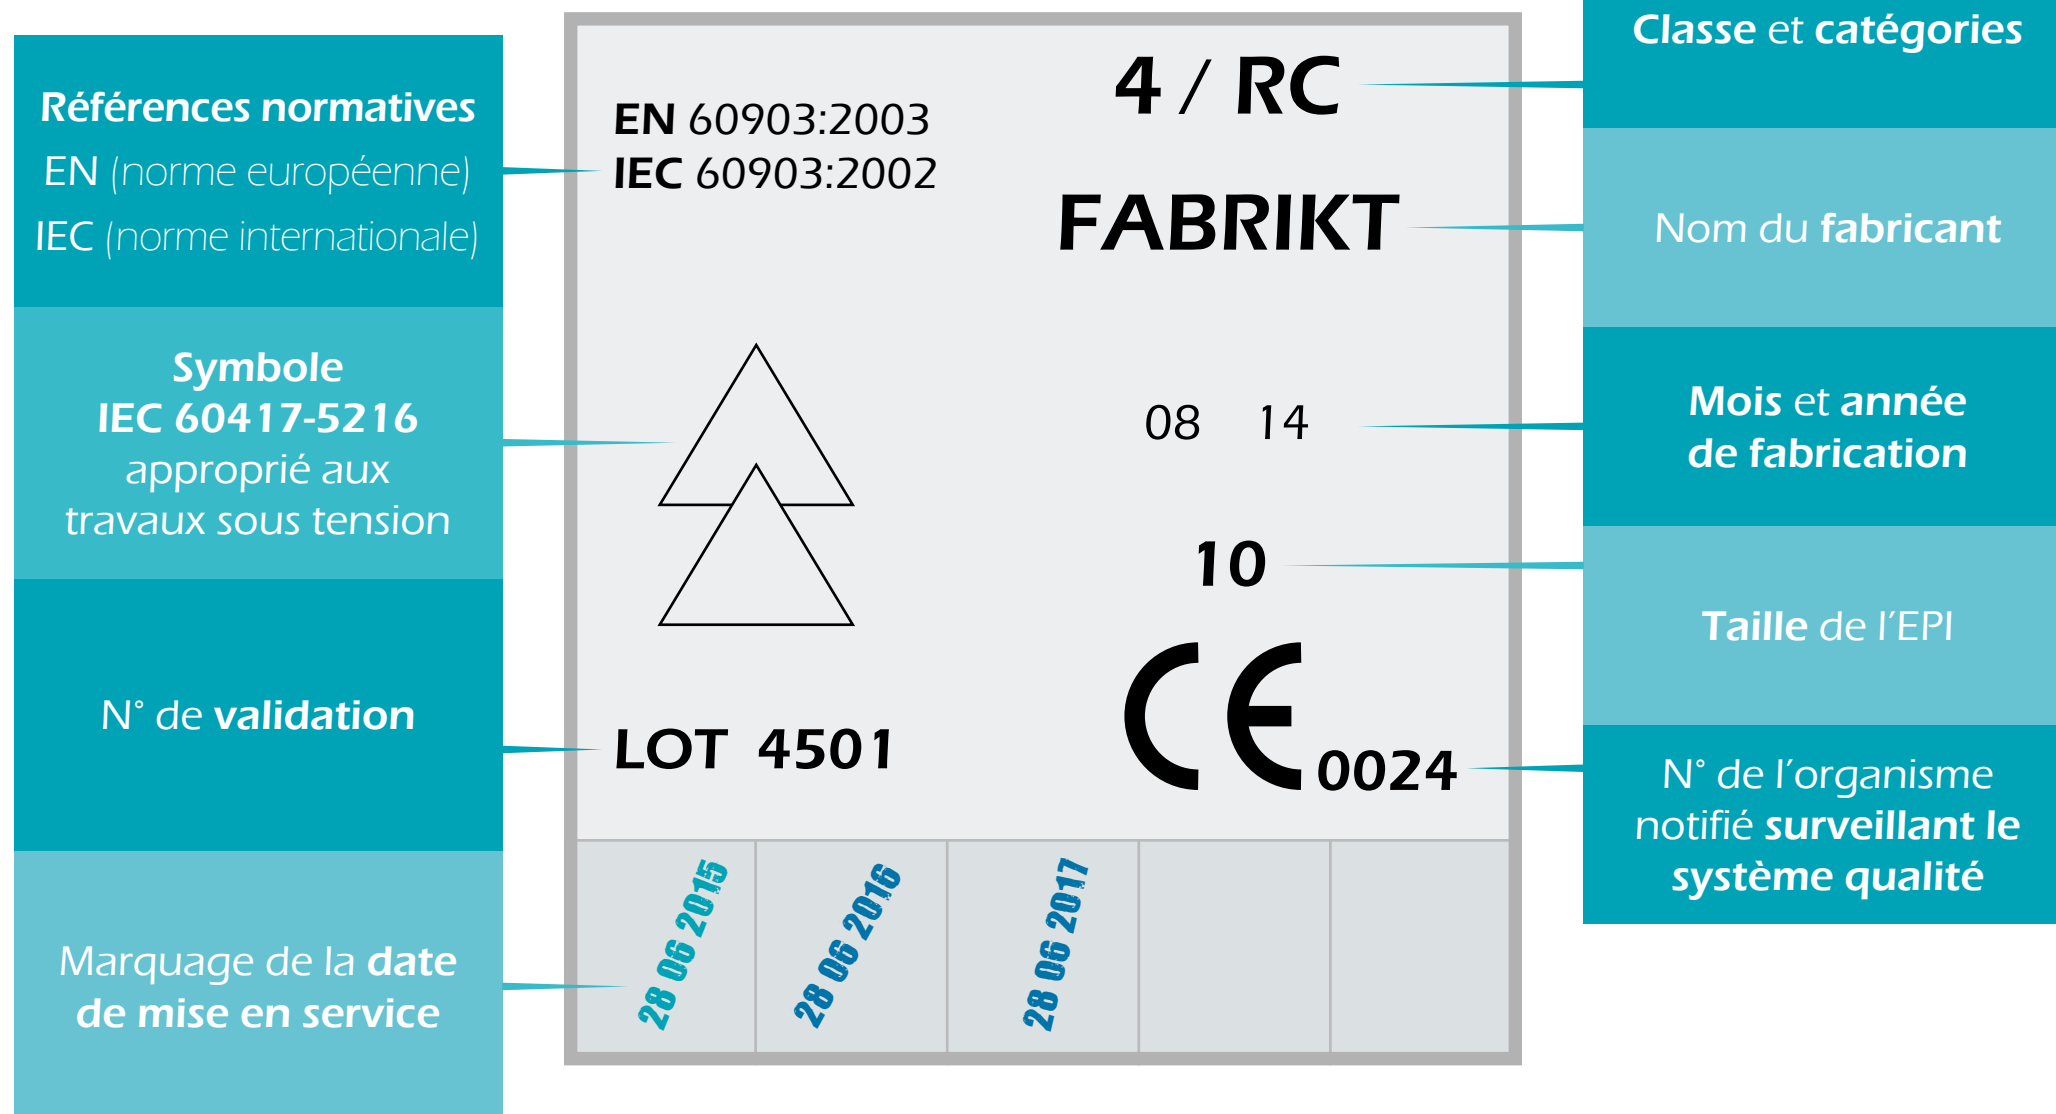 Références normatives
EN (norme européenne)
IEC (norme internationale)
Symbole
IEC 60417-5216
approprié aux
travaux sous tension
N° de validation
Marquage de la date
de mise en service
EN 60903:2003
IEC 60903:2002
LOT 4501
4 / RC
FABRIKT
08 14
10
CE 0024
28 06 2015
28 06 2016
28 06 2017
Classe et catégories
Nom du fabricant
Mois et année
de fabrication
Taille de l'EPI
N° de l'organisme
notifié surveillant le
système qualité